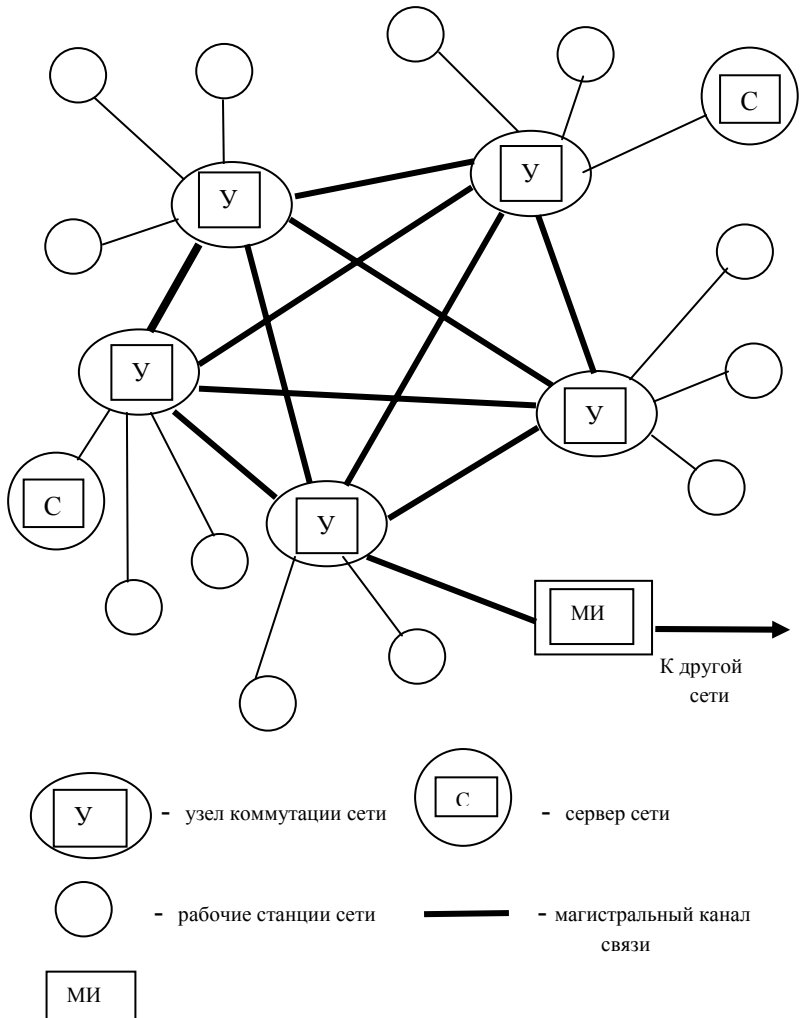 У
С
У
У
У
С
У
МИ
К другой
сети
У
- узел коммутации сети
С
- сервер сети
- рабочие станции сети
- магистральный канал
связи
МИ